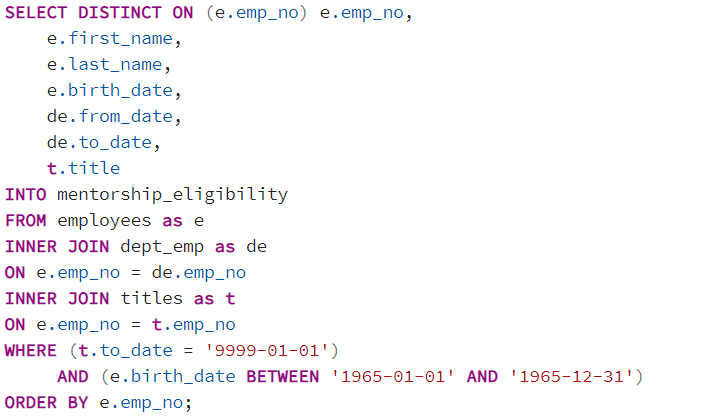 SELECT DISTINCT ON (e.emp_no) e.emp_no,
    e.first_name,
    e.last_name,
    e.birth_date,
    de.from_date,
    de.to_date,
    t.title
INTO mentorship_eligibility
FROM employees as e
INNER JOIN dept_emp as de
ON e.emp_no = de.emp_no
INNER JOIN titles as t
ON e.emp_no = t.emp_no
WHERE (t.to_date = '9999-01-01')
     AND (e.birth_date BETWEEN '1965-01-01' AND '1965-12-31')
ORDER BY e.emp_no;